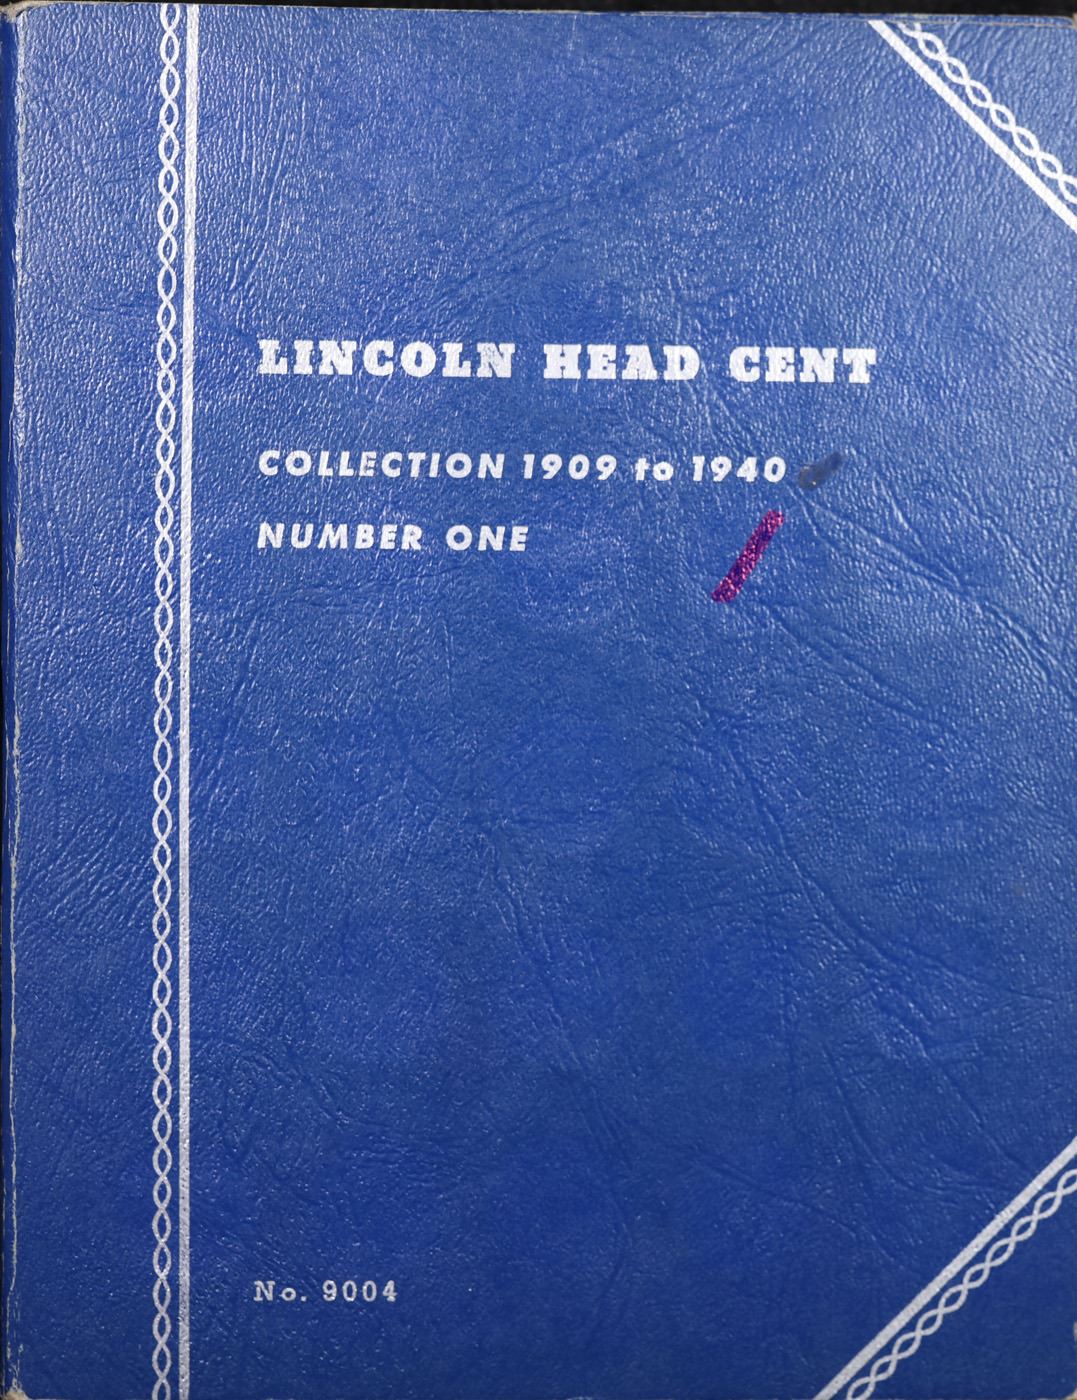 LINCOLN HEAD CENT
COLLECTION 1909 to 1940
NUMBER ONE
No. 9004